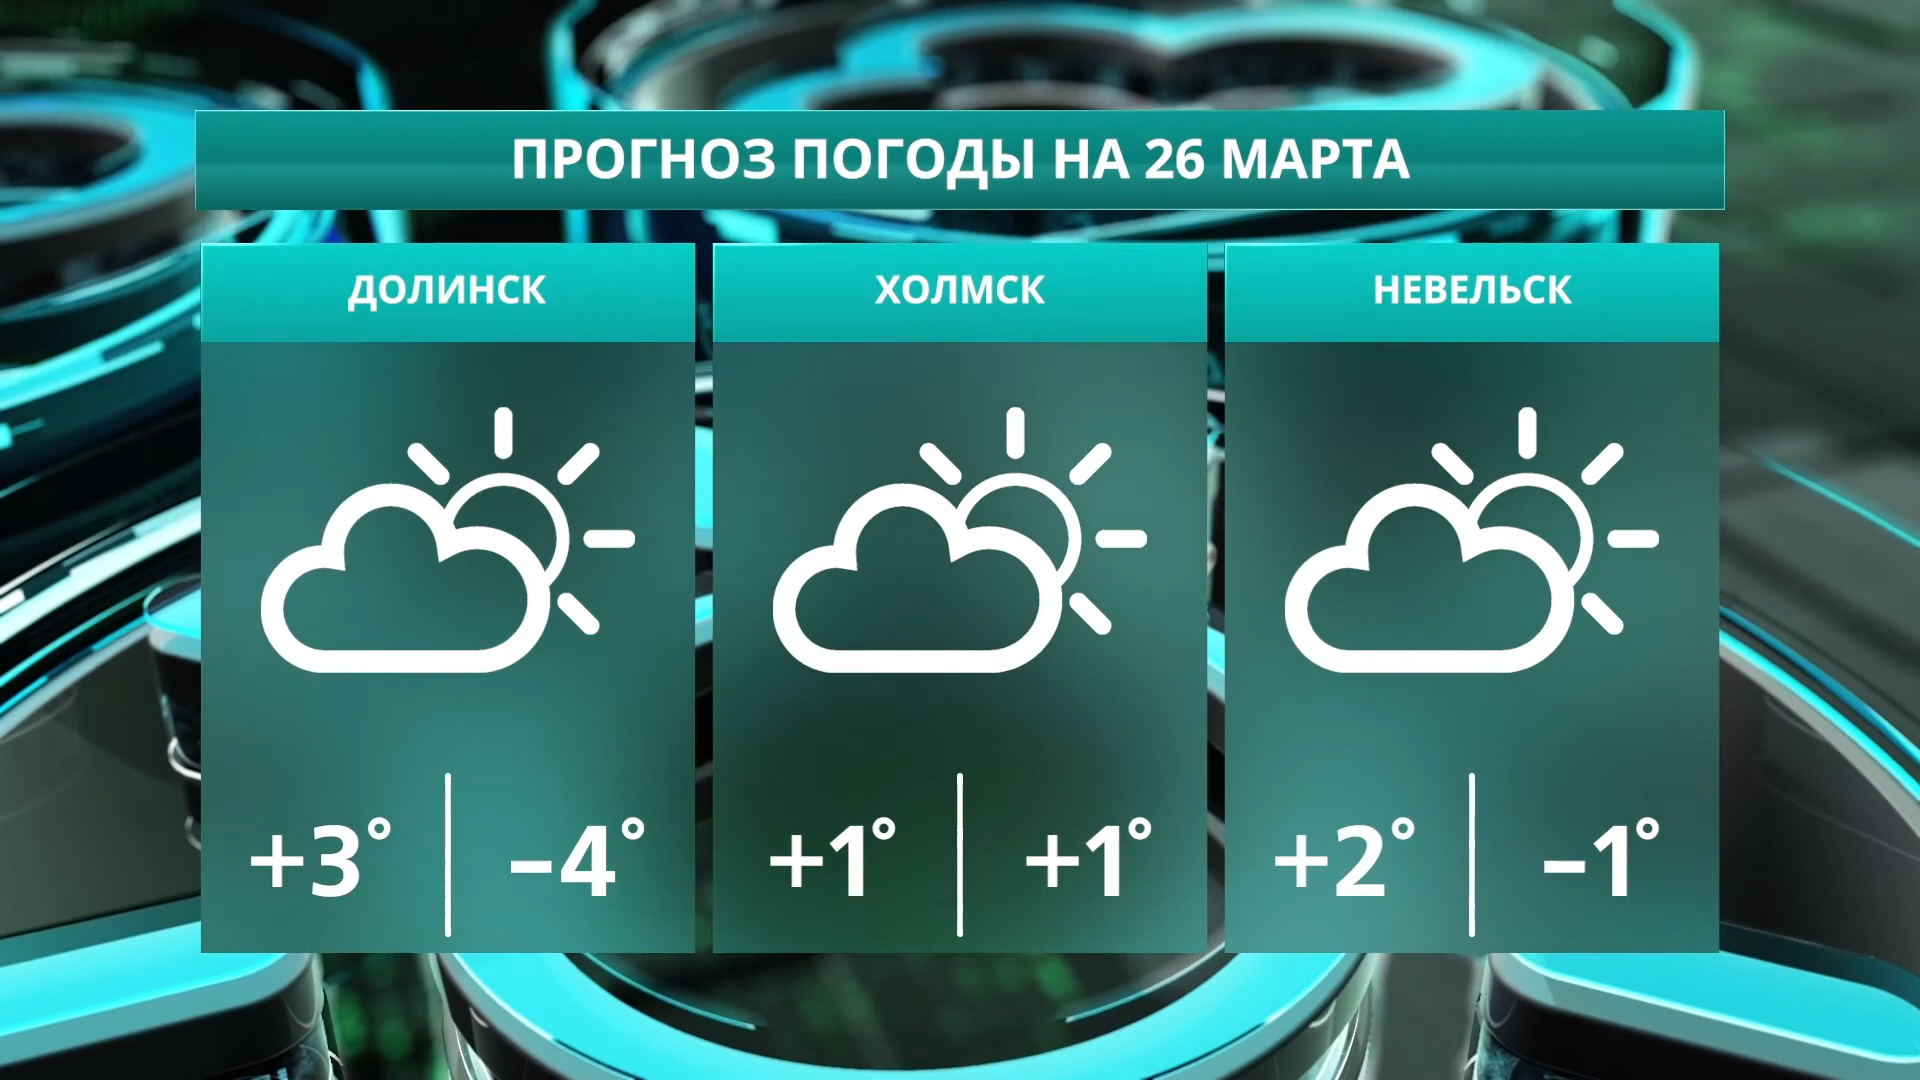 ПРОГНОЗ ПОГОДЫ НА 26 МАРТА
ДОЛИНСК
ХОЛМСК
НЕВЕЛЬСК
+3° -4°
+1° +1°
+2° -1°